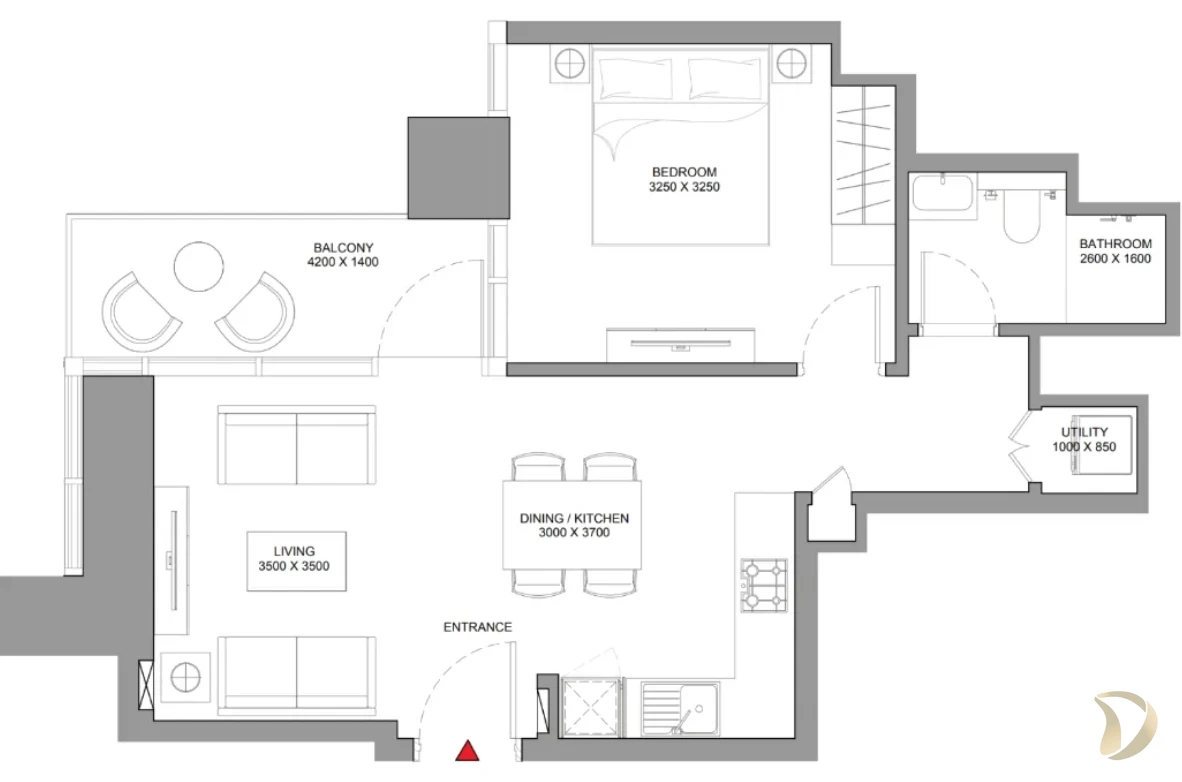 BEDROOM
3250 X 3250
BALCONY
4200 X 1400
BATHROOM
2600 X 1600
UTILITY
1000 X 850
DINING / KITCHEN
3000 X 3700
LIVING
3500 X 3500
ENTRANCE